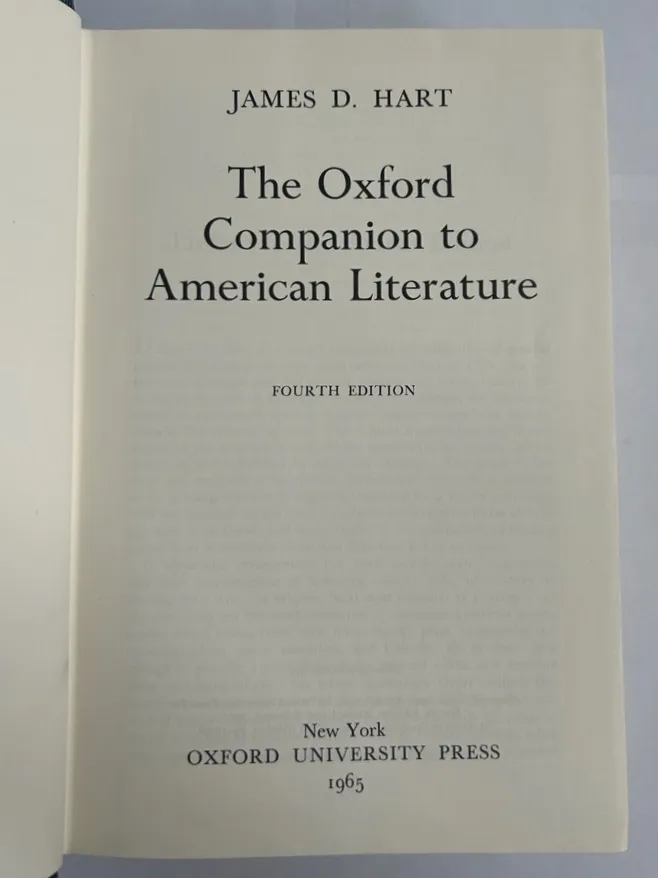 JAMES D. HART
The Oxford
Companion to
American Literature
FOURTH EDITION
New York
OXFORD UNIVERSITY PRESS
1965